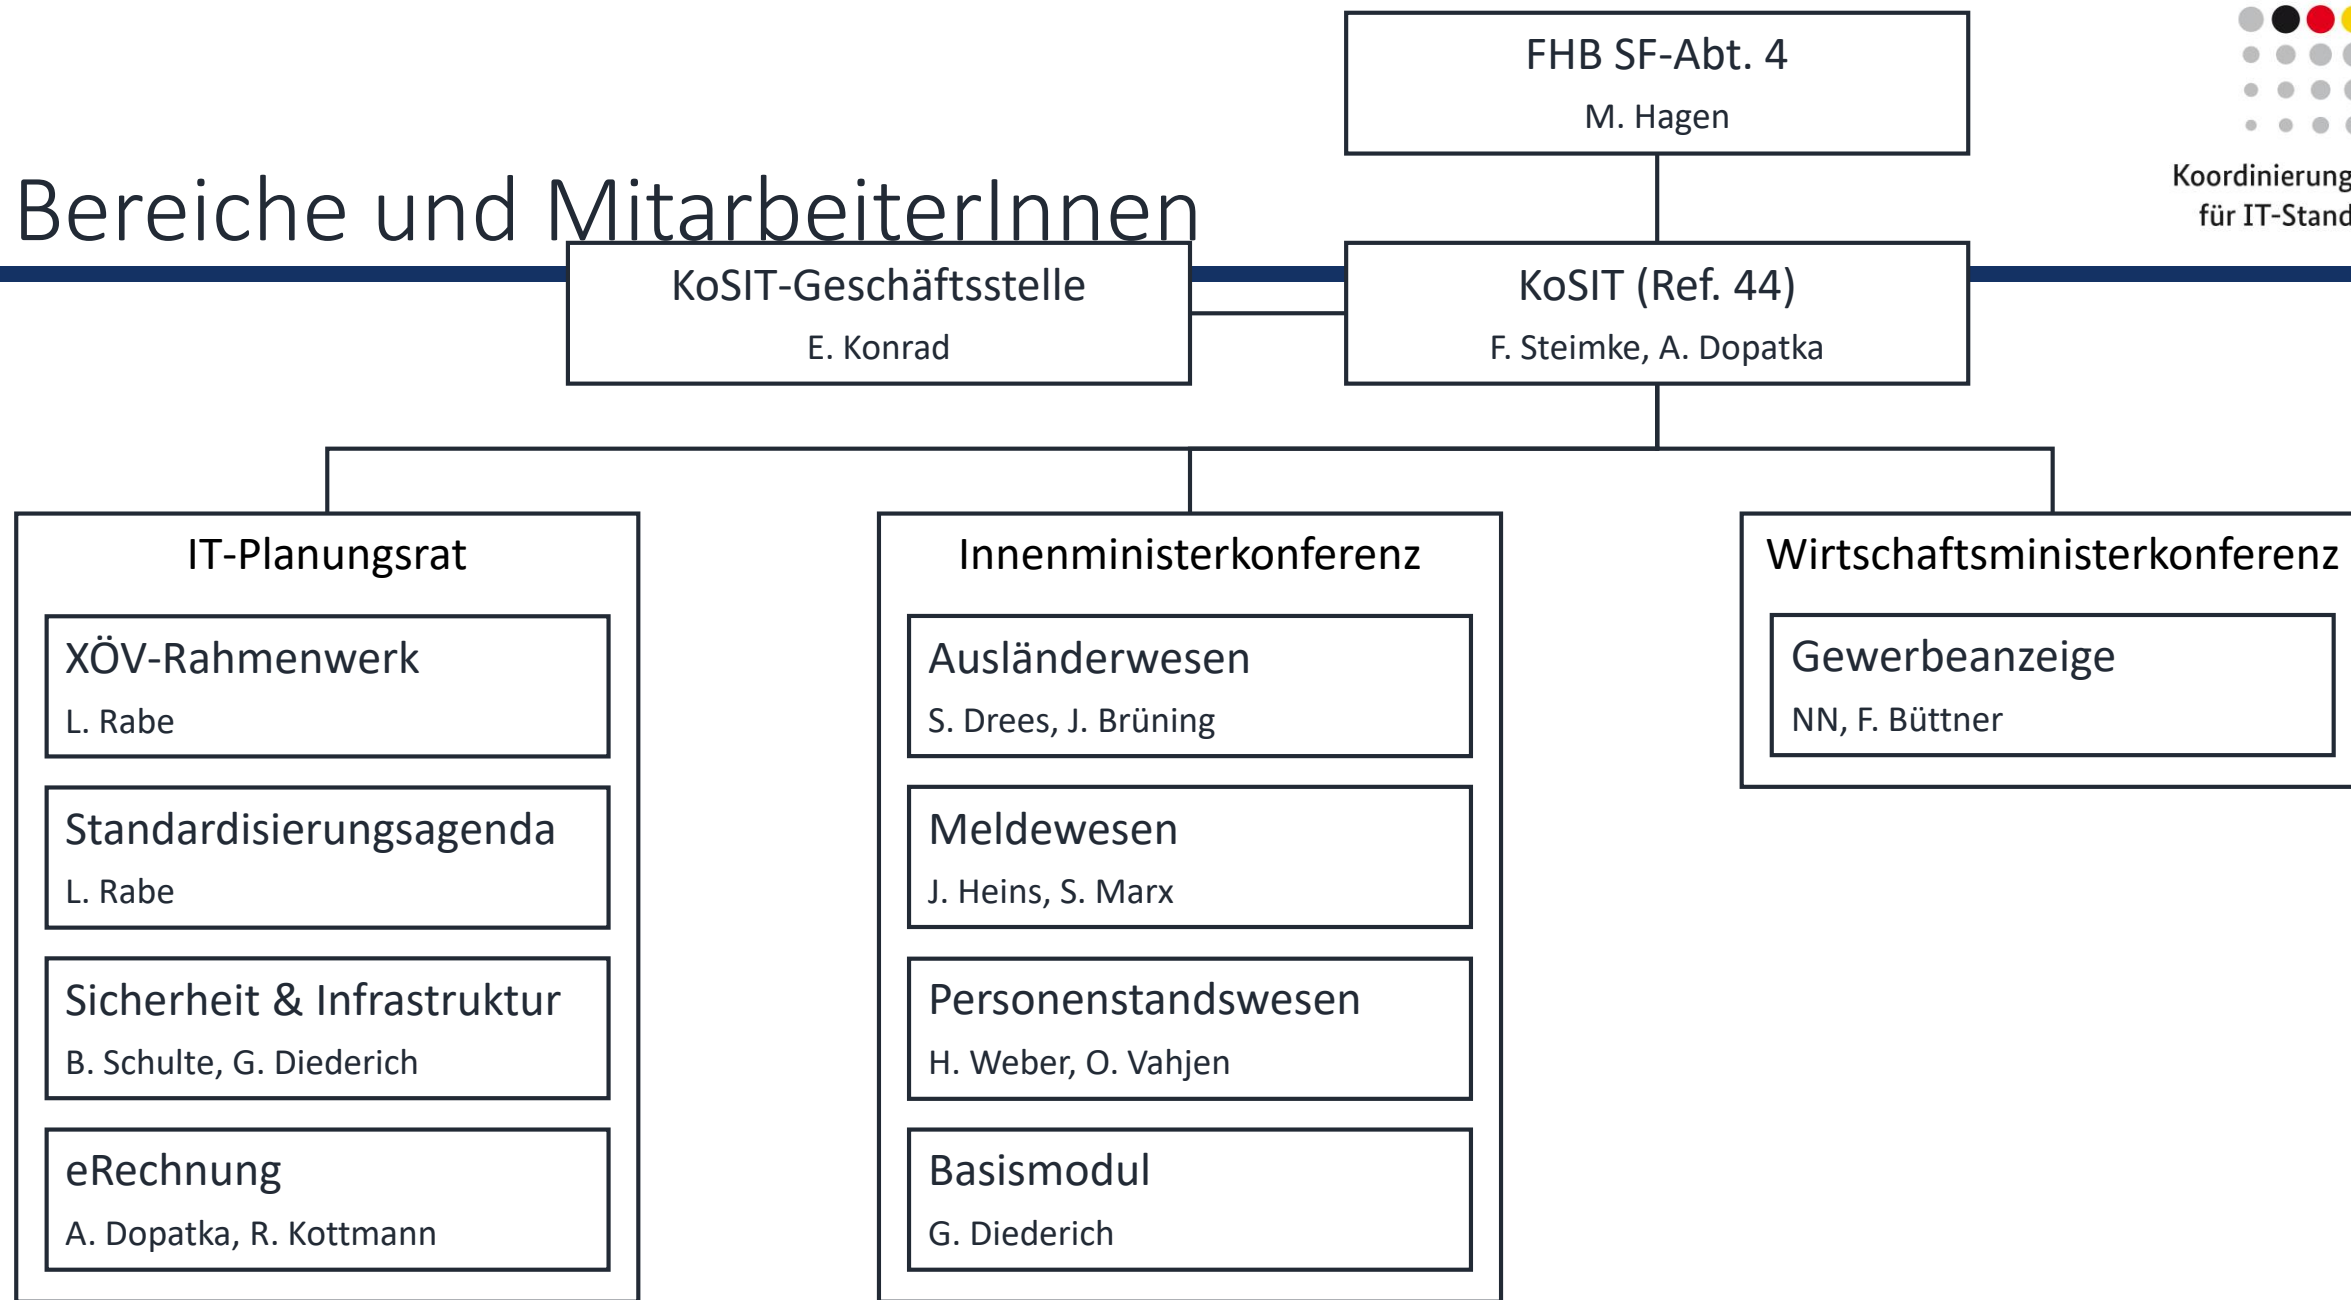 FHB SF-Abt. 4
M. Hagen
Koordinierung
für IT-Stand
Bereiche und MitarbeiterInnen
KoSIT-Geschäftsstelle
E. Konrad
KoSIT (Ref. 44)
F. Steimke, A. Dopatka
IT-Planungsrat
XÖV-Rahmenwerk
L. Rabe
Standardisierungsagenda
L. Rabe
Sicherheit & Infrastruktur
B. Schulte, G. Diederich
eRechnung
A. Dopatka, R. Kottmann
Innenministerkonferenz
Ausländerwesen
S. Drees, J. Brüning
Meldewesen
J. Heins, S. Marx
Personenstandswesen
H. Weber, O. Vahjen
Basismodul
G. Diederich
Wirtschaftsministerkonferenz
Gewerbeanzeige
NN, F. Büttner